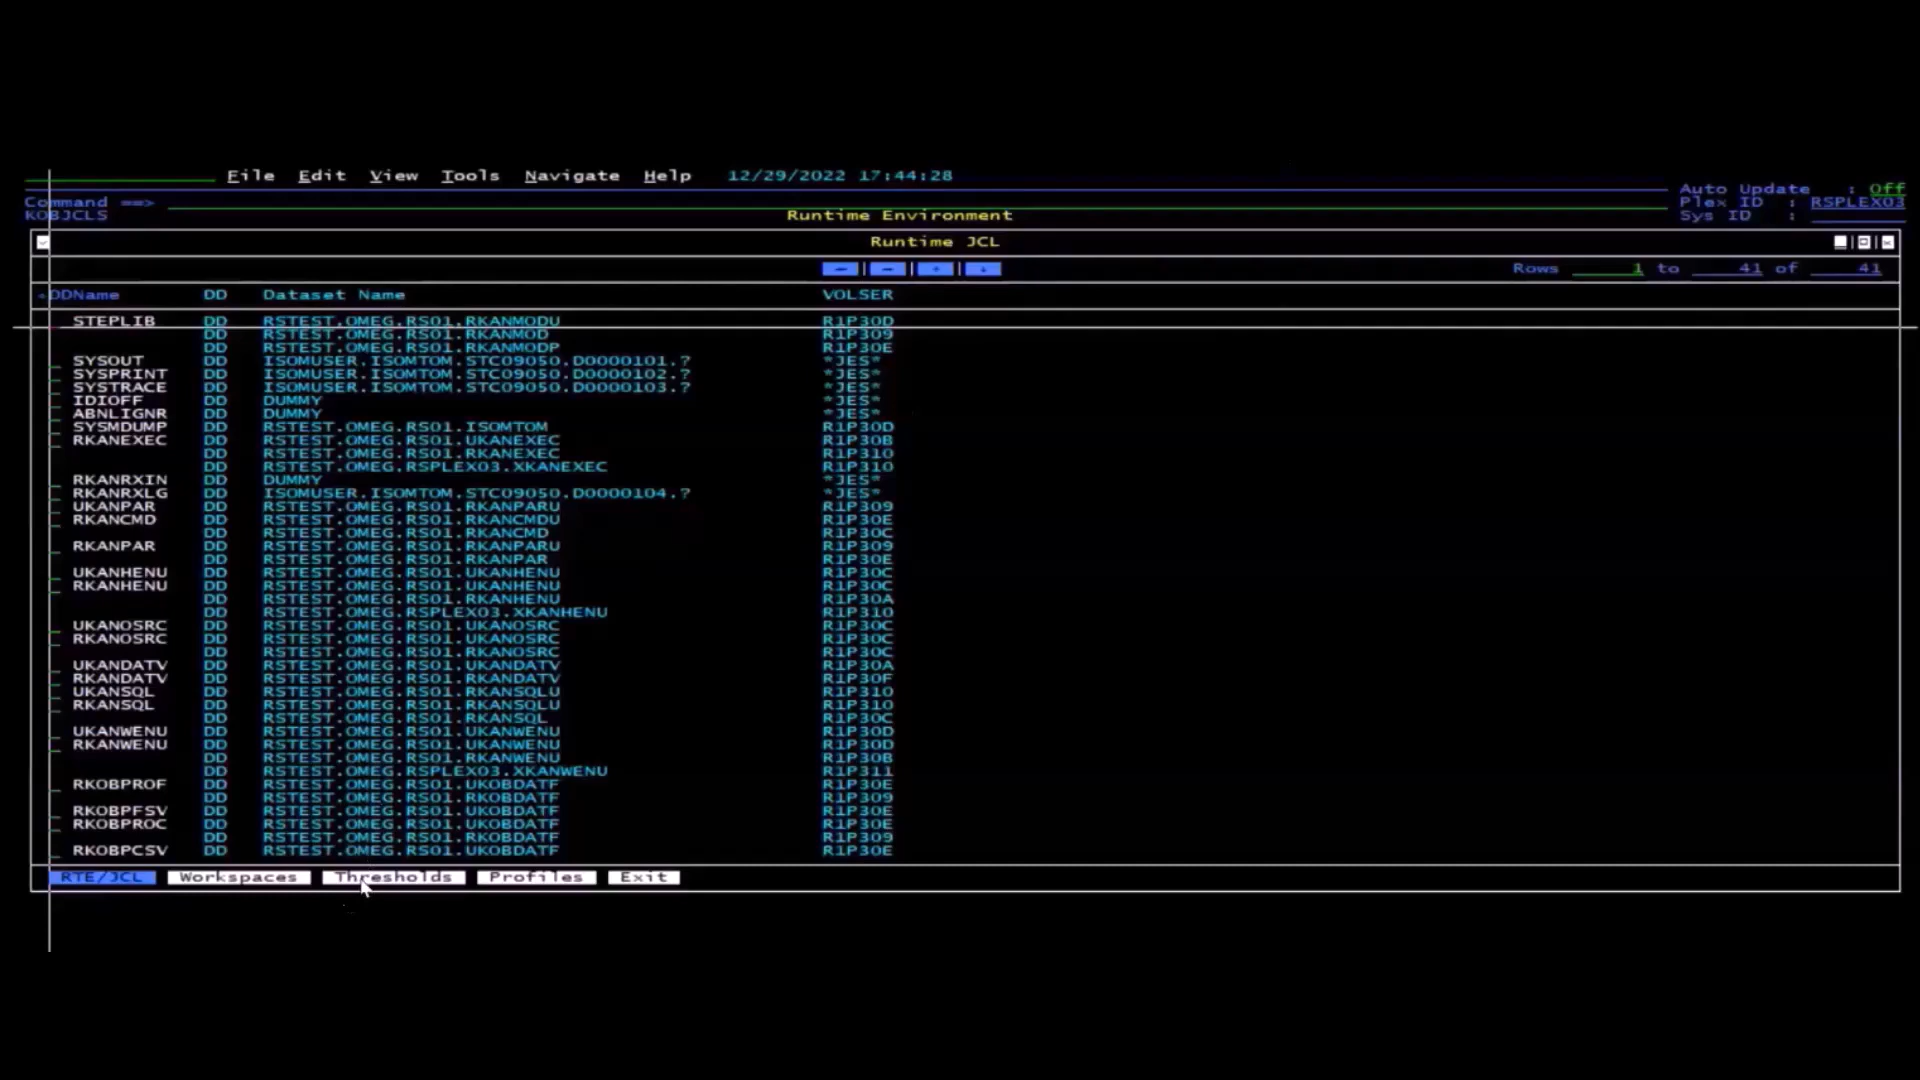 File Edit View Tools Navigate Help 12/29/2022 17:44:28
Auto Update : Off
Command ==>
Plex ID : RSPLEX03
KOBJCLS Runtime Environment Sys ID :
Runtime JCL
Rows 1 to 41 of 41
DDName DD Dataset Name VOLSER
STEPLIB DD RSTEST.OMEG.RS01.RKANMODU R1P30D
DD RSTEST.OMEG.RS01.RKANMOD R1P309
DD RSTEST.OMEG.RS01.RKANMODP R1P30E
SYSOUT DD ISOMUSER.ISOMTOM.STC09050.D0000101.? *JES*
SYSPRINT DD ISOMUSER.ISOMTOM.STC09050.D0000102.? *JES*
SYSTRACE DD ISOMUSER.ISOMTOM.STC09050.D0000103.? *JES*
IDIOFF DD DUMMY *JES*
ABNLIGNR DD DUMMY *JES*
SYSMDUMP DD RSTEST.OMEG.RS01.ISOMTOM R1P30D
RKANEXEC DD RSTEST.OMEG.RS01.UKANEXEC R1P30B
DD RSTEST.OMEG.RS01.RKANEXEC R1P310
DD RSTEST.OMEG.RSPLEX03.XKANEXEC R1P310
RKANRXIN DD DUMMY *JES*
RKANRXLG DD ISOMUSER.ISOMTOM.STC09050.D0000104.? *JES*
UKANPAR DD RSTEST.OMEG.RS01.RKANPARU R1P309
RKANCMD DD RSTEST.OMEG.RS01.RKANCMDU R1P30E
DD RSTEST.OMEG.RS01.RKANCMD R1P30C
RKANPAR DD RSTEST.OMEG.RS01.RKANPARU R1P309
DD RSTEST.OMEG.RS01.RKANPAR R1P30E
UKANHENU DD RSTEST.OMEG.RS01.UKANHENU R1P30C
RKANHENU DD RSTEST.OMEG.RS01.UKANHENU R1P30C
DD RSTEST.OMEG.RS01.RKANHENU R1P30A
DD RSTEST.OMEG.RSPLEX03.XKANHENU R1P310
UKANOSRC DD RSTEST.OMEG.RS01.UKANOSRC R1P30C
RKANOSRC DD RSTEST.OMEG.RS01.UKANOSRC R1P30C
DD RSTEST.OMEG.RS01.RKANOSRC R1P30C
UKANDATV DD RSTEST.OMEG.RS01.UKANDATV R1P30A
RKANDATV DD RSTEST.OMEG.RS01.RKANDATV R1P30F
UKANSQL DD RSTEST.OMEG.RS01.RKANSQLU R1P310
RKANSQL DD RSTEST.OMEG.RS01.RKANSQLU R1P310
DD RSTEST.OMEG.RS01.RKANSQL R1P30C
UKANWENU DD RSTEST.OMEG.RS01.UKANWENU R1P30D
RKANWENU DD RSTEST.OMEG.RS01.UKANWENU R1P30D
DD RSTEST.OMEG.RS01.RKANWENU R1P30B
DD RSTEST.OMEG.RSPLEX03.XKANWENU R1P311
RKOBPROF DD RSTEST.OMEG.RS01.UKOBDATF R1P30E
DD RSTEST.OMEG.RS01.RKOBDATF R1P309
RKOBPFSV DD RSTEST.OMEG.RS01.UKOBDATF R1P30E
RKOBPROC DD RSTEST.OMEG.RS01.UKOBDATF R1P30E
DD RSTEST.OMEG.RS01.RKOBDATF R1P309
RKOBPCSV DD RSTEST.OMEG.RS01.UKOBDATF R1P30E
RTE/JCL Workspaces Thresholds Profiles Exit